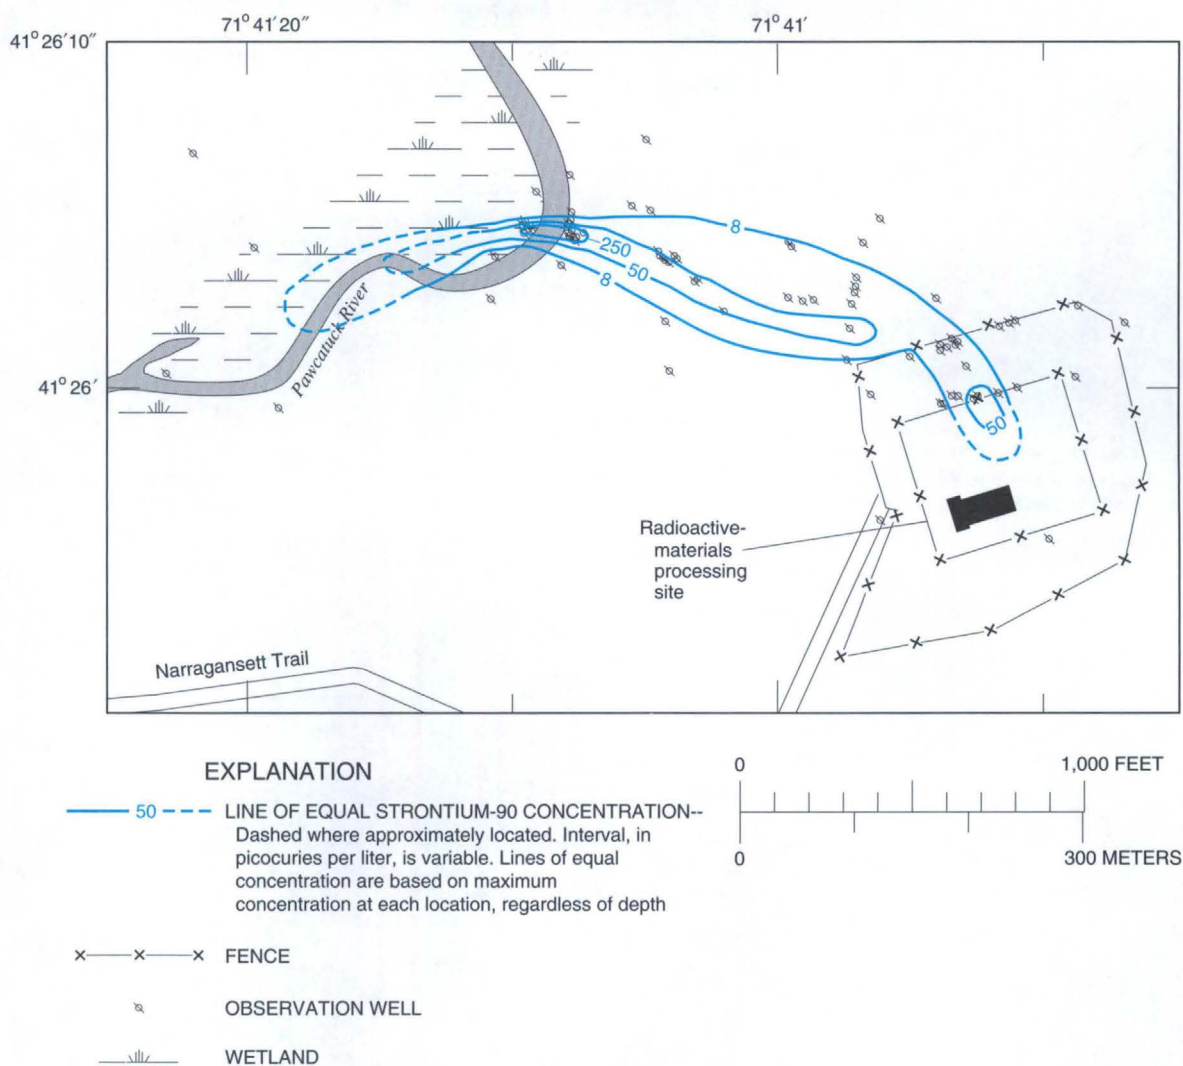 71°41'20"
71°41'
41°26'10"
8
250
50
8
Pawcatuck River
41°26'
50
Radioactive-
materials
processing
site
Narragansett Trail
EXPLANATION
0
1,000 FEET
0
300 METERS
50
LINE OF EQUAL STRONTIUM-90 CONCENTRATION--
Dashed where approximately located. Interval, in
picocuries per liter, is variable. Lines of equal
concentration are based on maximum
concentration at each location, regardless of depth
FENCE
OBSERVATION WELL
WETLAND